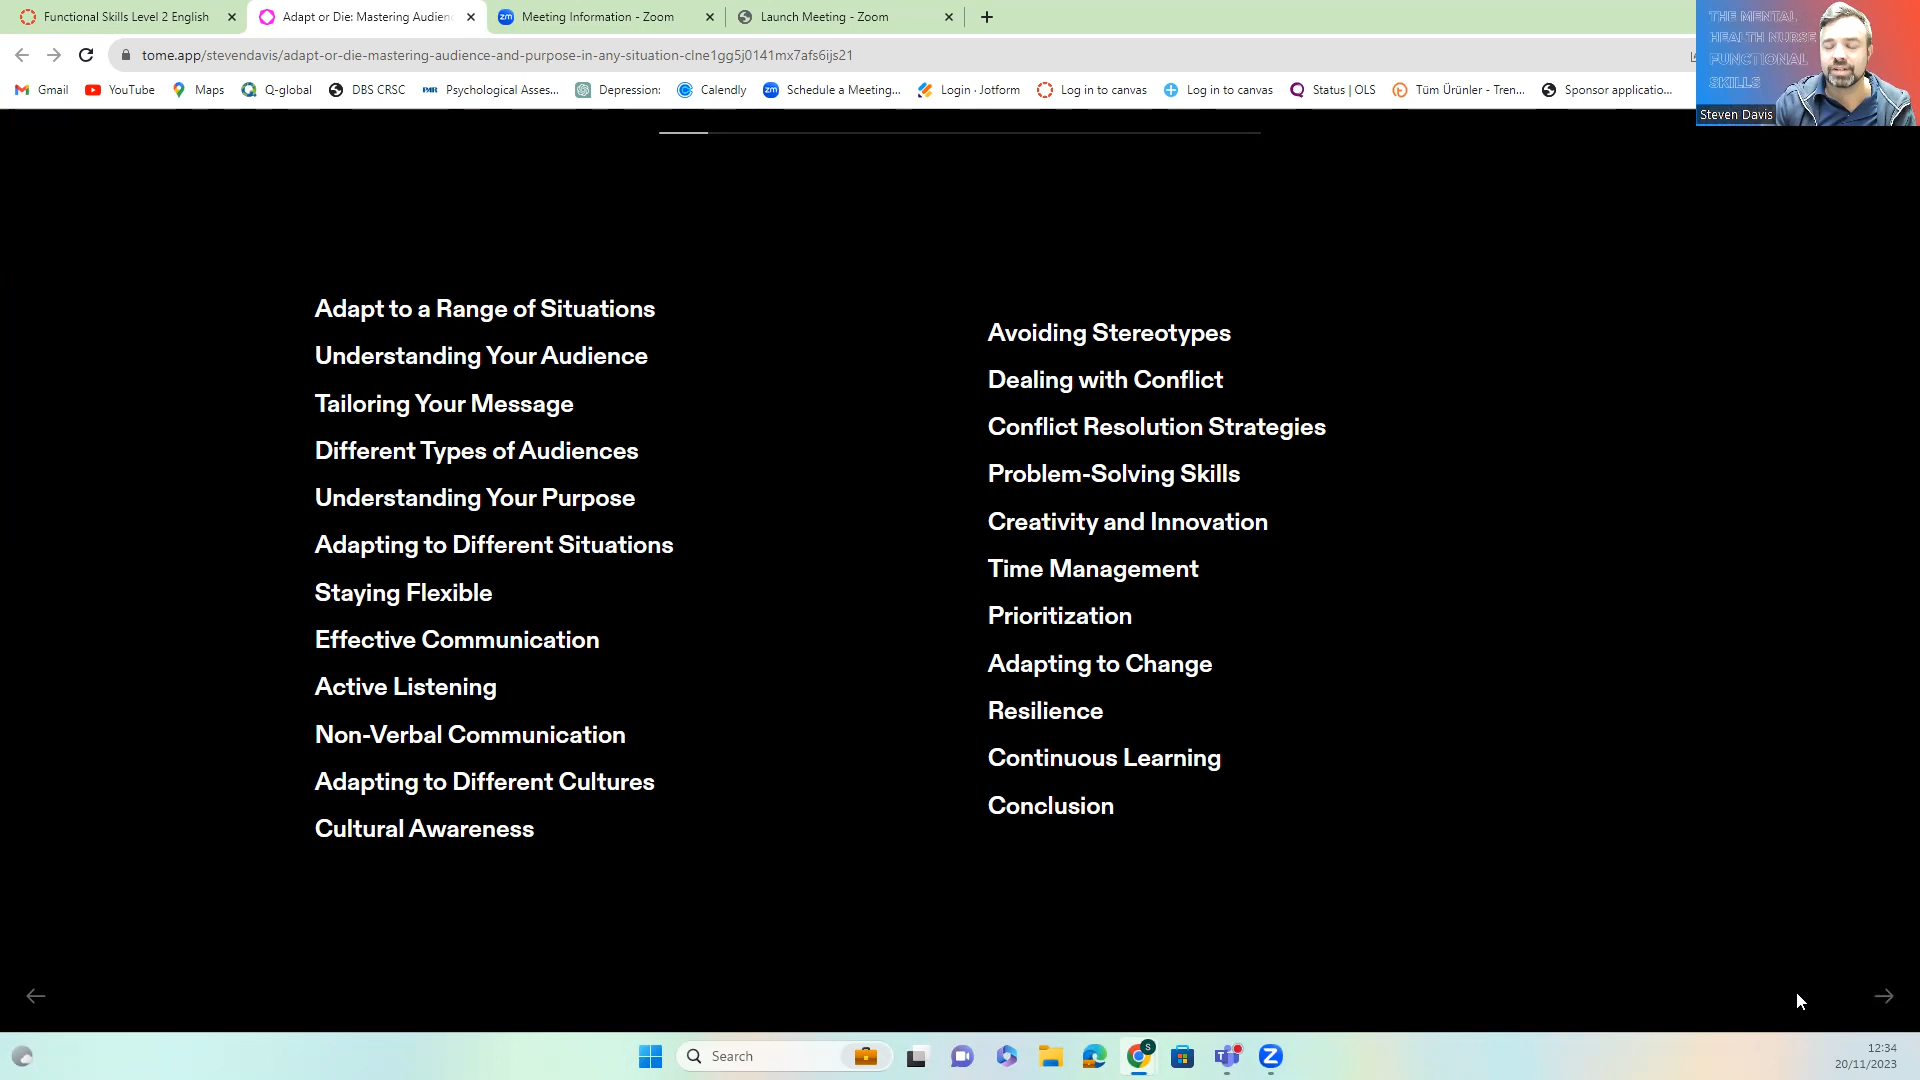 Functional Skills Level 2 English
Adapt or Die: Mastering Audien
Meeting Information - Zoom
Launch Meeting - Zoom
tome.app/stevendavis/adapt-or-die-mastering-audience-and-purpose-in-any-situation-clne1gg5j0141mx7afs6ijs21
Gmail
YouTube
Maps
Q-global
DBS CRSC
PAR
Psychological Asses...
Depression:
zm
Calendly
Schedule a Meeting...
Login · Jotform
Log in to canvas
Log in to canvas
Status | OLS
Tüm Ürünler - Tren...
Sponsor applicatio...
THE MENTAL
HEALTH NURSE
FUNCTIONAL
SKILLS
Steven Davis
Adapt to a Range of Situations
Understanding Your Audience
Tailoring Your Message
Different Types of Audiences
Understanding Your Purpose
Adapting to Different Situations
Staying Flexible
Effective Communication
Active Listening
Non-Verbal Communication
Adapting to Different Cultures
Cultural Awareness
Avoiding Stereotypes
Dealing with Conflict
Conflict Resolution Strategies
Problem-Solving Skills
Creativity and Innovation
Time Management
Prioritization
Adapting to Change
Resilience
Continuous Learning
Conclusion
Search
12:34
20/11/2023